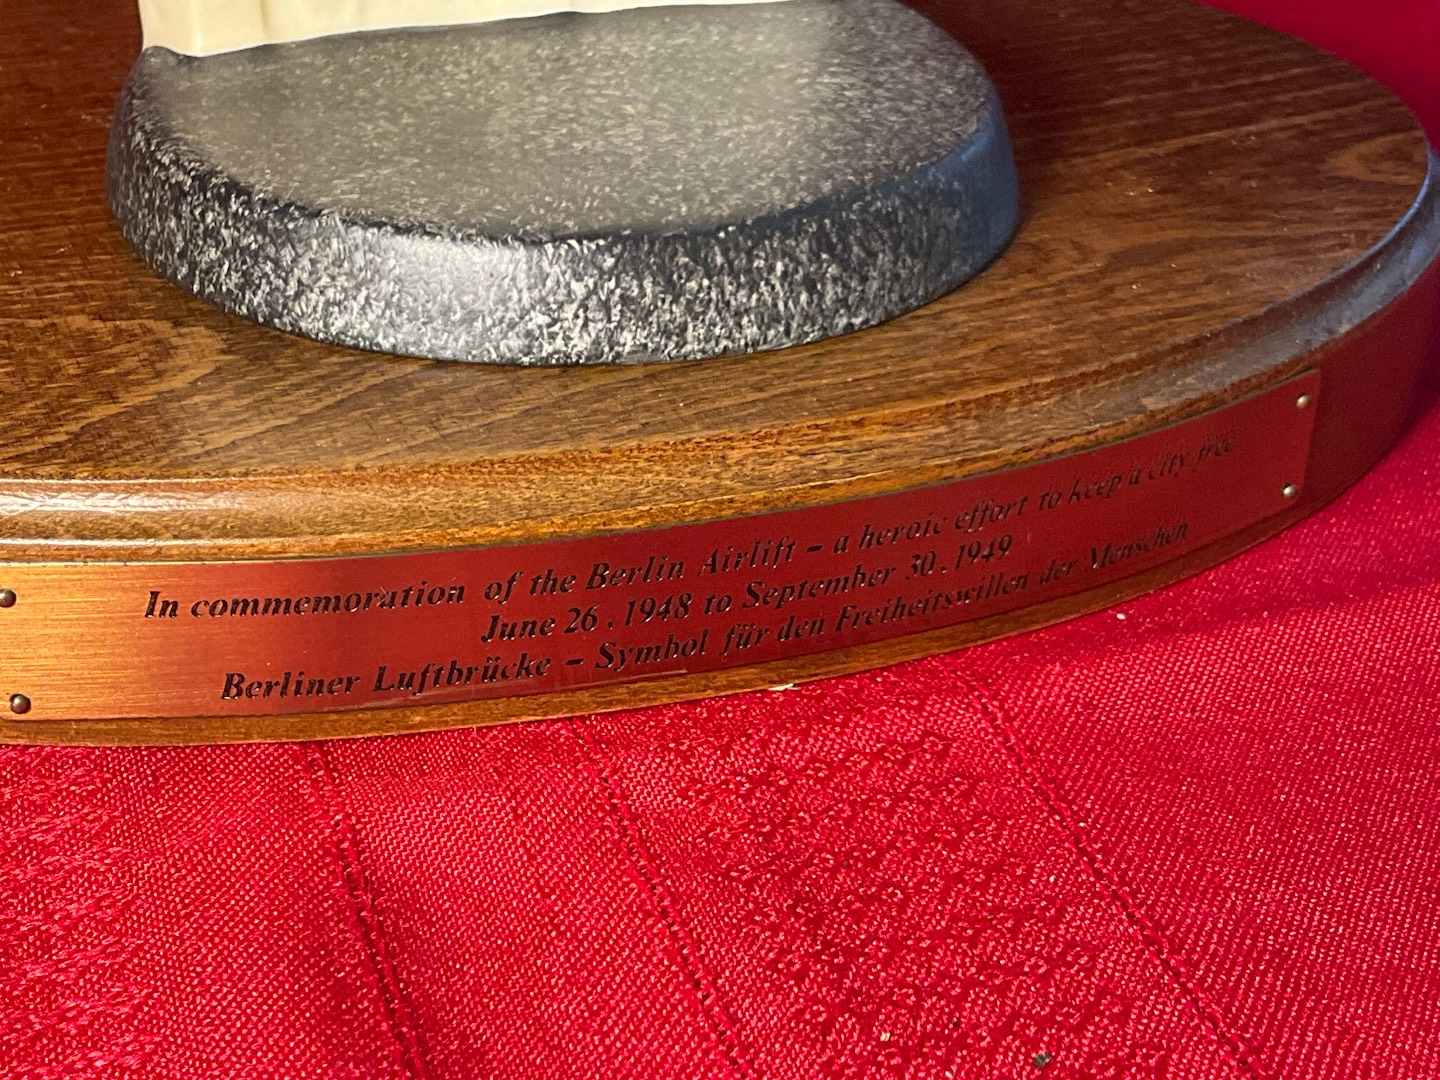 In commemoration of the Berlin Airlift – a heroic effort to keep a city free
June 26 . 1948 to September 30 . 1949
Berliner Luftbrücke – Symbol für den Freiheitswillen der Menschen